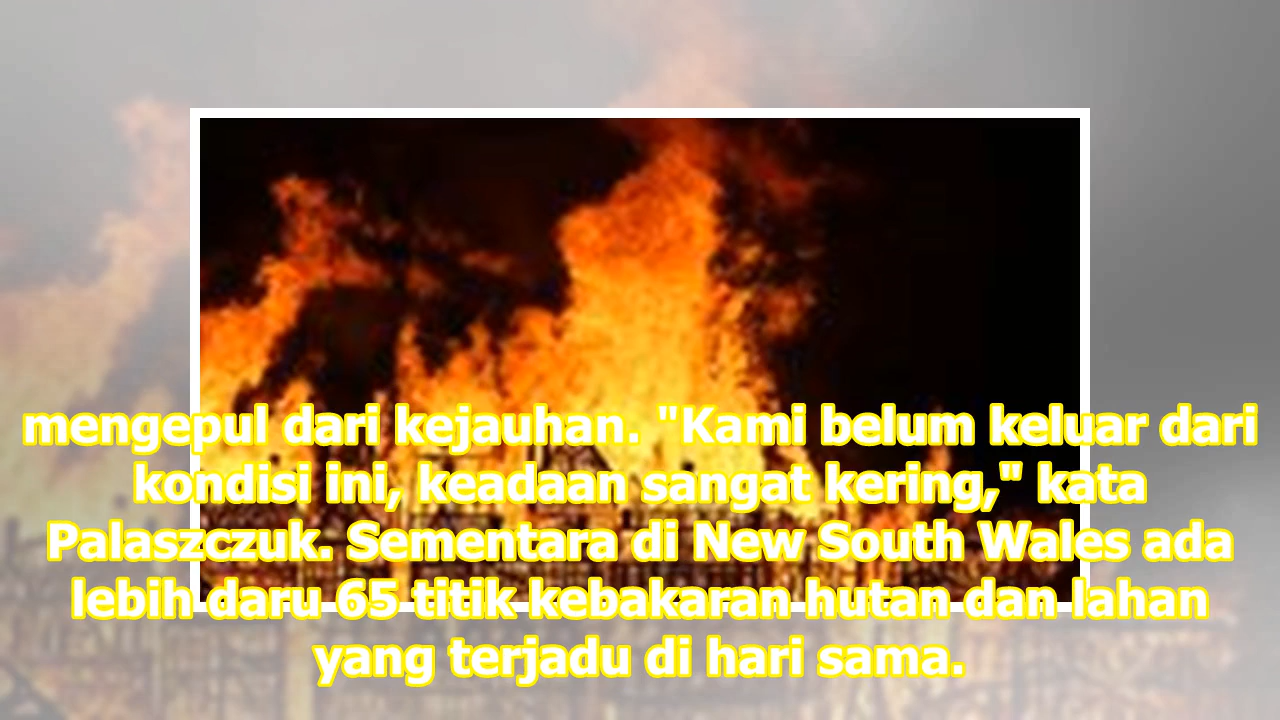 mengepul dari kejauhan. "Kami belum keluar dari
kondisi ini, keadaan sangat kering," kata
Palaszczuk. Sementara di New South Wales ada
lebih daru 65 titik kebakaran hutan dan lahan
yang terjadu di hari sama.